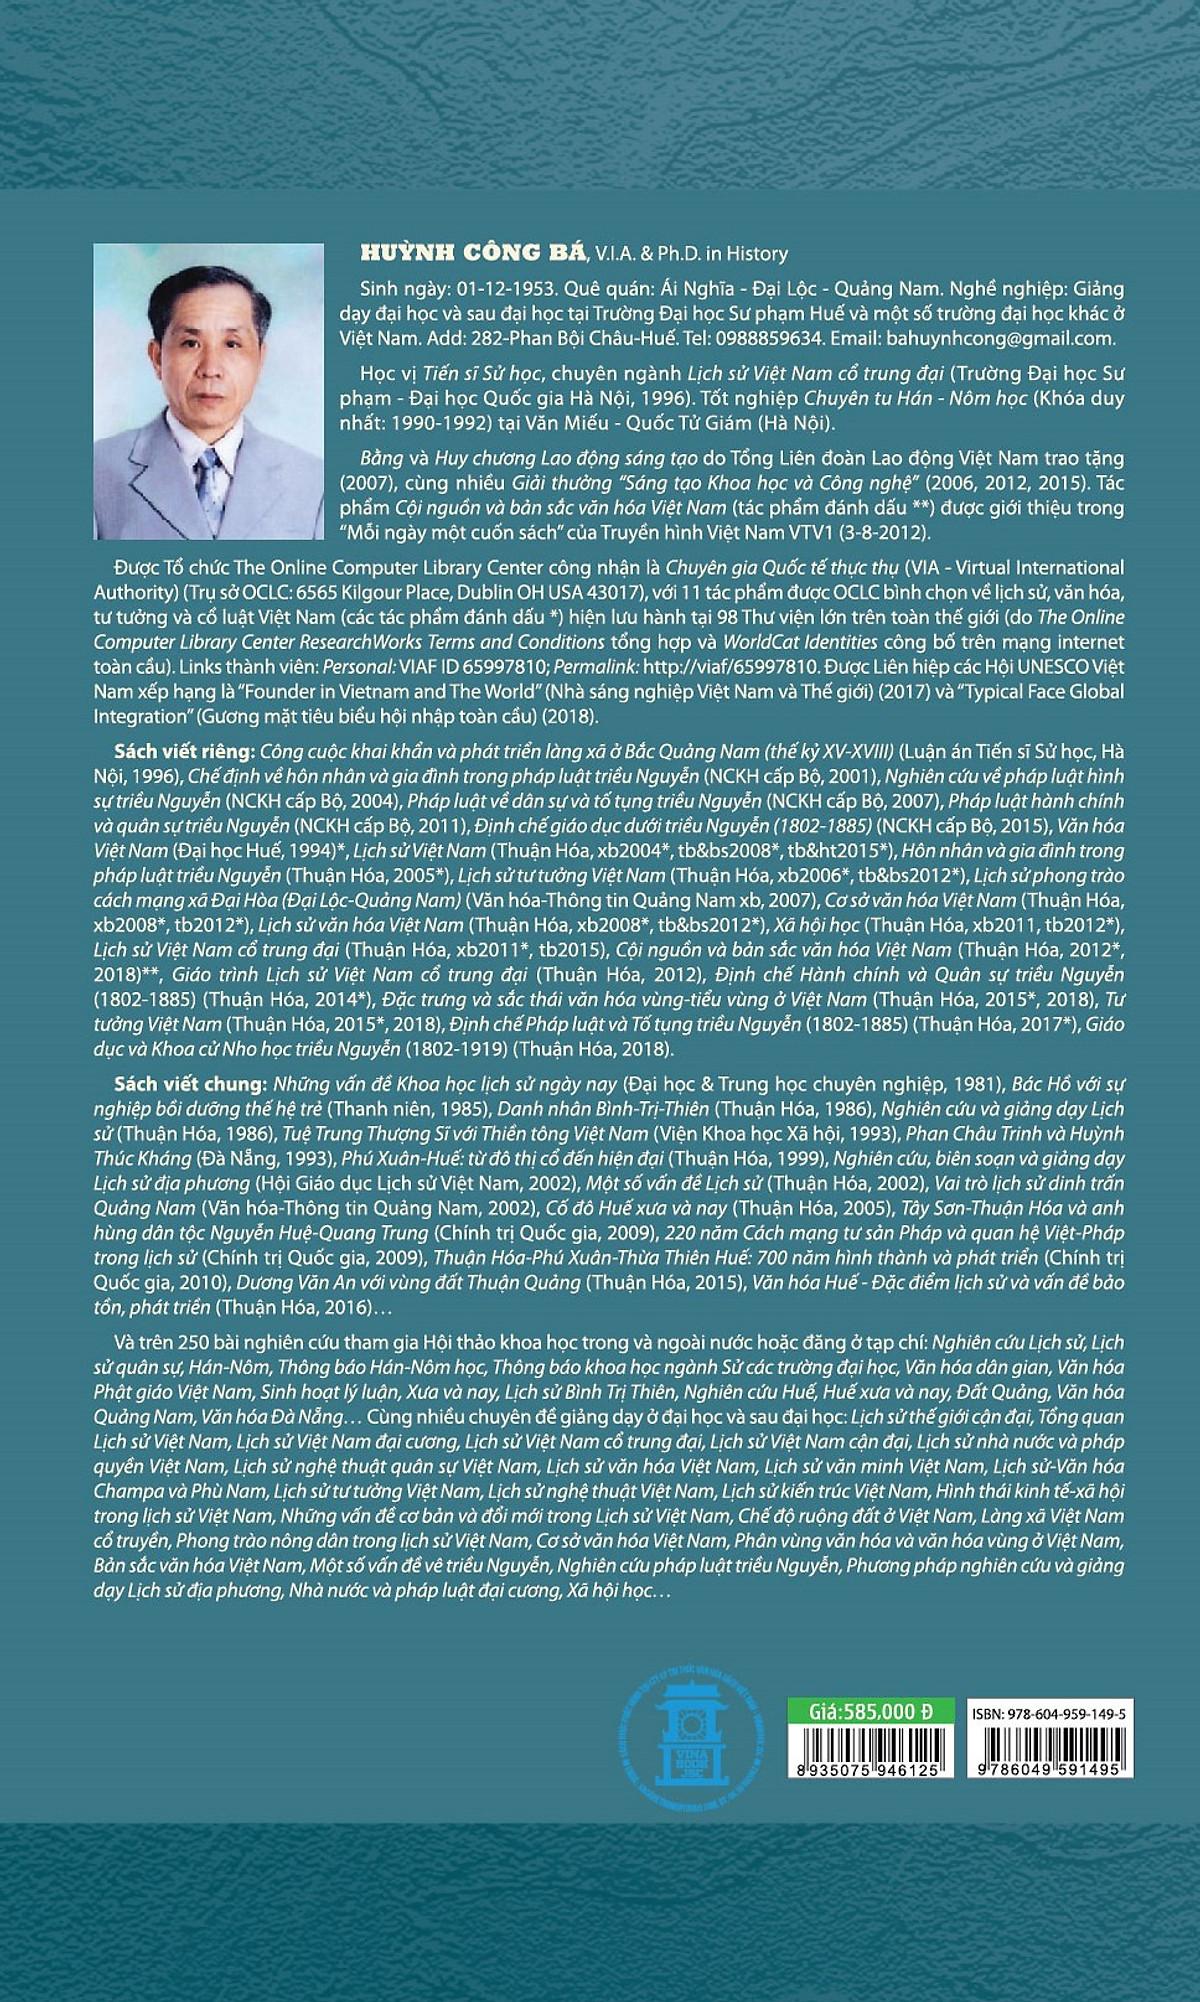 HUỲNH CÔNG BÁ, V.I.A. & Ph.D. in History
Sinh ngày: 01-12-1953. Quê quán: Ái Nghĩa - Đại Lộc - Quảng Nam. Nghề nghiệp: Giảng
dạy đại học và sau đại học tại Trường Đại học Sư phạm Huế và một số trường đại học khác ở
Việt Nam. Add: 282-Phan Bội Châu-Huế. Tel: 0988859634. Email: bahuynhcong@gmail.com.
Học vị Tiến sĩ Sử học, chuyên ngành Lịch sử Việt Nam cổ trung đại (Trường Đại học Sư
phạm - Đại học Quốc gia Hà Nội, 1996). Tốt nghiệp Chuyên tu Hán - Nôm học (Khóa duy
nhất: 1990-1992) tại Văn Miếu - Quốc Tử Giám (Hà Nội).
Bằng và Huy chương Lao động sáng tạo do Tổng Liên đoàn Lao động Việt Nam trao tặng
(2007), cùng nhiều Giải thưởng “Sáng tạo Khoa học và Công nghệ” (2006, 2012, 2015). Tác
phẩm Cội nguồn và bản sắc văn hóa Việt Nam (tác phẩm đánh dấu **) được giới thiệu trong
“Mỗi ngày một cuốn sách” của Truyền hình Việt Nam VTV1 (3-8-2012).
Được Tổ chức The Online Computer Library Center công nhận là Chuyên gia Quốc tế thực thụ (VIA - Virtual International
Authority) (Trụ sở OCLC: 6565 Kilgour Place, Dublin OH USA 43017), với 11 tác phẩm được OCLC bình chọn về lịch sử, văn hóa,
tư tưởng và cổ luật Việt Nam (các tác phẩm đánh dấu *) hiện lưu hành tại 98 Thư viện lớn trên toàn thế giới (do The Online
Computer Library Center ResearchWorks Terms and Conditions tổng hợp và WorldCat Identities công bố trên mạng internet
toàn cầu). Links thành viên: Personal: VIAF ID 65997810; Permalink: http://viaf/65997810. Được Liên hiệp các Hội UNESCO Việt
Nam xếp hạng là “Founder in Vietnam and The World” (Nhà sáng nghiệp Việt Nam và Thế giới) (2017) và “Typical Face Global
Integration” (Gương mặt tiêu biểu hội nhập toàn cầu) (2018).
Sách viết riêng: Công cuộc khai khẩn và phát triển làng xã ở Bắc Quảng Nam (thế kỷ XV-XVIII) (Luận án Tiến sĩ Sử học, Hà
Nội, 1996), Chế định về hôn nhân và gia đình trong pháp luật triều Nguyễn (NCKH cấp Bộ, 2001), Nghiên cứu về pháp luật hình
sự triều Nguyễn (NCKH cấp Bộ, 2004), Pháp luật về dân sự và tố tụng triều Nguyễn (NCKH cấp Bộ, 2007), Pháp luật hành chính
và quân sự triều Nguyễn (NCKH cấp Bộ, 2011), Định chế giáo dục dưới triều Nguyễn (1802-1885) (NCKH cấp Bộ, 2015), Văn hóa
Việt Nam (Đại học Huế, 1994)*, Lịch sử Việt Nam (Thuận Hóa, xb2004*, tb&bs2008*, tb&ht2015*), Hôn nhân và gia đình trong
pháp luật triều Nguyễn (Thuận Hóa, 2005*), Lịch sử tư tưởng Việt Nam (Thuận Hóa, xb2006*, tb&bs2012*), Lịch sử phong trào
cách mạng xã Đại Hòa (Đại Lộc-Quảng Nam) (Văn hóa-Thông tin Quảng Nam xb, 2007), Cơ sở văn hóa Việt Nam (Thuận Hóa,
xb2008*, tb2012*), Lịch sử văn hóa Việt Nam (Thuận Hóa, xb2008*, tb&bs2012*), Xã hội học (Thuận Hóa, xb2011, tb2012*),
Lịch sử Việt Nam cổ trung đại (Thuận Hóa, xb2011*, tb2015), Cội nguồn và bản sắc văn hóa Việt Nam (Thuận Hóa, 2012*,
2018)**, Giáo trình Lịch sử Việt Nam cổ trung đại (Thuận Hóa, 2012), Định chế Hành chính và Quân sự triều Nguyễn
(1802-1885) (Thuận Hóa, 2014*), Đặc trưng và sắc thái văn hóa vùng-tiểu vùng ở Việt Nam (Thuận Hóa, 2015*, 2018), Tư
tưởng Việt Nam (Thuận Hóa, 2015*, 2018), Định chế Pháp luật và Tố tụng triều Nguyễn (1802-1885) (Thuận Hóa, 2017*), Giáo
dục và Khoa cử Nho học triều Nguyễn (1802-1919) (Thuận Hóa, 2018).
Sách viết chung: Những vấn đề Khoa học lịch sử ngày nay (Đại học & Trung học chuyên nghiệp, 1981), Bác Hồ với sự
nghiệp bồi dưỡng thế hệ trẻ (Thanh niên, 1985), Danh nhân Bình-Trị-Thiên (Thuận Hóa, 1986), Nghiên cứu và giảng dạy Lịch
sử (Thuận Hóa, 1986), Tuệ Trung Thượng Sĩ với Thiền tông Việt Nam (Viện Khoa học Xã hội, 1993), Phan Châu Trinh và Huỳnh
Thúc Kháng (Đà Nẵng, 1993), Phú Xuân-Huế: từ đô thị cổ đến hiện đại (Thuận Hóa, 1999), Nghiên cứu, biên soạn và giảng dạy
Lịch sử địa phương (Hội Giáo dục Lịch sử Việt Nam, 2002), Một số vấn đề Lịch sử (Thuận Hóa, 2002), Vai trò lịch sử dinh trấn
Quảng Nam (Văn hóa-Thông tin Quảng Nam, 2002), Cố đô Huế xưa và nay (Thuận Hóa, 2005), Tây Sơn-Thuận Hóa và anh
hùng dân tộc Nguyễn Huệ-Quang Trung (Chính trị Quốc gia, 2009), 220 năm Cách mạng tư sản Pháp và quan hệ Việt-Pháp
trong lịch sử (Chính trị Quốc gia, 2009), Thuận Hóa-Phú Xuân-Thừa Thiên Huế: 700 năm hình thành và phát triển (Chính trị
Quốc gia, 2010), Dương Văn An với vùng đất Thuận Quảng (Thuận Hóa, 2015), Văn hóa Huế - Đặc điểm lịch sử và vấn đề bảo
tồn, phát triển (Thuận Hóa, 2016)…
Và trên 250 bài nghiên cứu tham gia Hội thảo khoa học trong và ngoài nước hoặc đăng ở tạp chí: Nghiên cứu Lịch sử, Lịch
sử quân sự, Hán-Nôm, Thông báo Hán-Nôm học, Thông báo khoa học ngành Sử các trường đại học, Văn hóa dân gian, Văn hóa
Phật giáo Việt Nam, Sinh hoạt lý luận, Xưa và nay, Lịch sử Bình Trị Thiên, Nghiên cứu Huế, Huế xưa và nay, Đất Quảng, Văn hóa
Quảng Nam, Văn hóa Đà Nẵng… Cùng nhiều chuyên đề giảng dạy ở đại học và sau đại học: Lịch sử thế giới cận đại, Tổng quan
Lịch sử Việt Nam, Lịch sử Việt Nam đại cương, Lịch sử Việt Nam cổ trung đại, Lịch sử Việt Nam cận đại, Lịch sử nhà nước và pháp
quyền Việt Nam, Lịch sử nghệ thuật quân sự Việt Nam, Lịch sử văn hóa Việt Nam, Lịch sử văn minh Việt Nam, Lịch sử-Văn hóa
Champa và Phù Nam, Lịch sử tư tưởng Việt Nam, Lịch sử nghệ thuật Việt Nam, Lịch sử kiến trúc Việt Nam, Hình thái kinh tế-xã hội
trong lịch sử Việt Nam, Những vấn đề cơ bản và đổi mới trong Lịch sử Việt Nam, Chế độ ruộng đất ở Việt Nam, Làng xã Việt Nam
cổ truyền, Phong trào nông dân trong lịch sử Việt Nam, Cơ sở văn hóa Việt Nam, Phân vùng văn hóa và văn hóa vùng ở Việt Nam,
Bản sắc văn hóa Việt Nam, Một số vấn đề vê triều Nguyễn, Nghiên cứu pháp luật triều Nguyễn, Phương pháp nghiên cứu và giảng
dạy Lịch sử địa phương, Nhà nước và pháp luật đại cương, Xã hội học…
VINA
BOOK
JSC
Giá:585,000 Đ
8 935075 946125
ISBN: 978-604-959-149-5
9 786049 591495